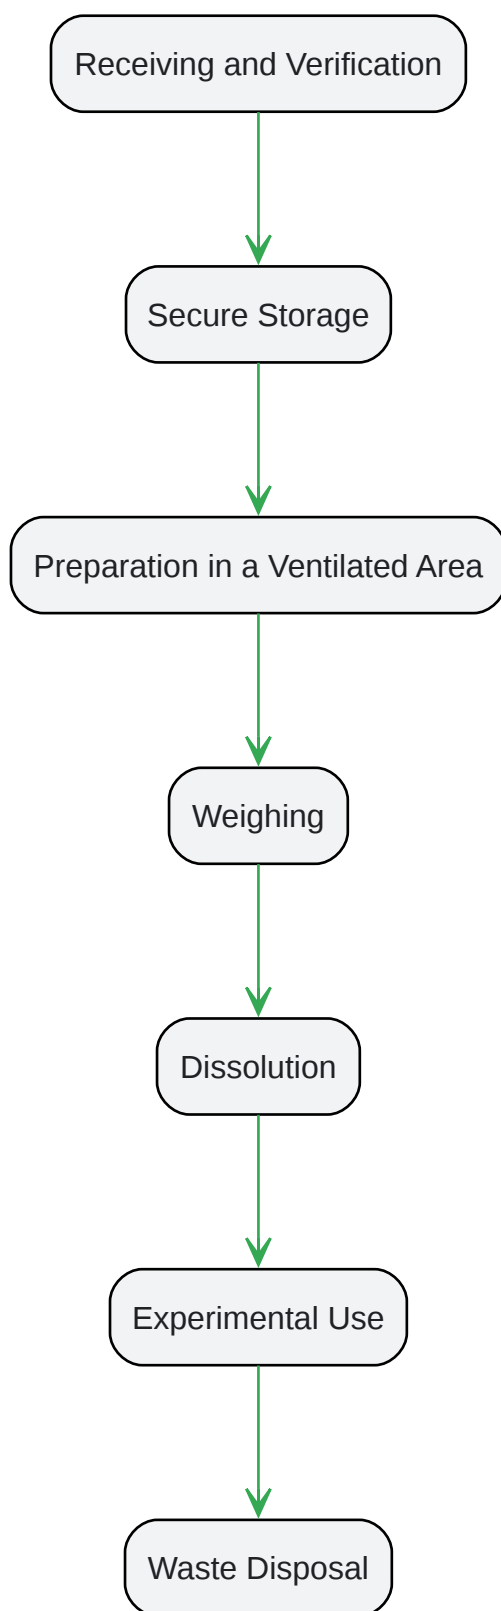 Receiving and Verification
Secure Storage
Preparation in a Ventilated Area
Weighing
Dissolution
Experimental Use
Waste Disposal